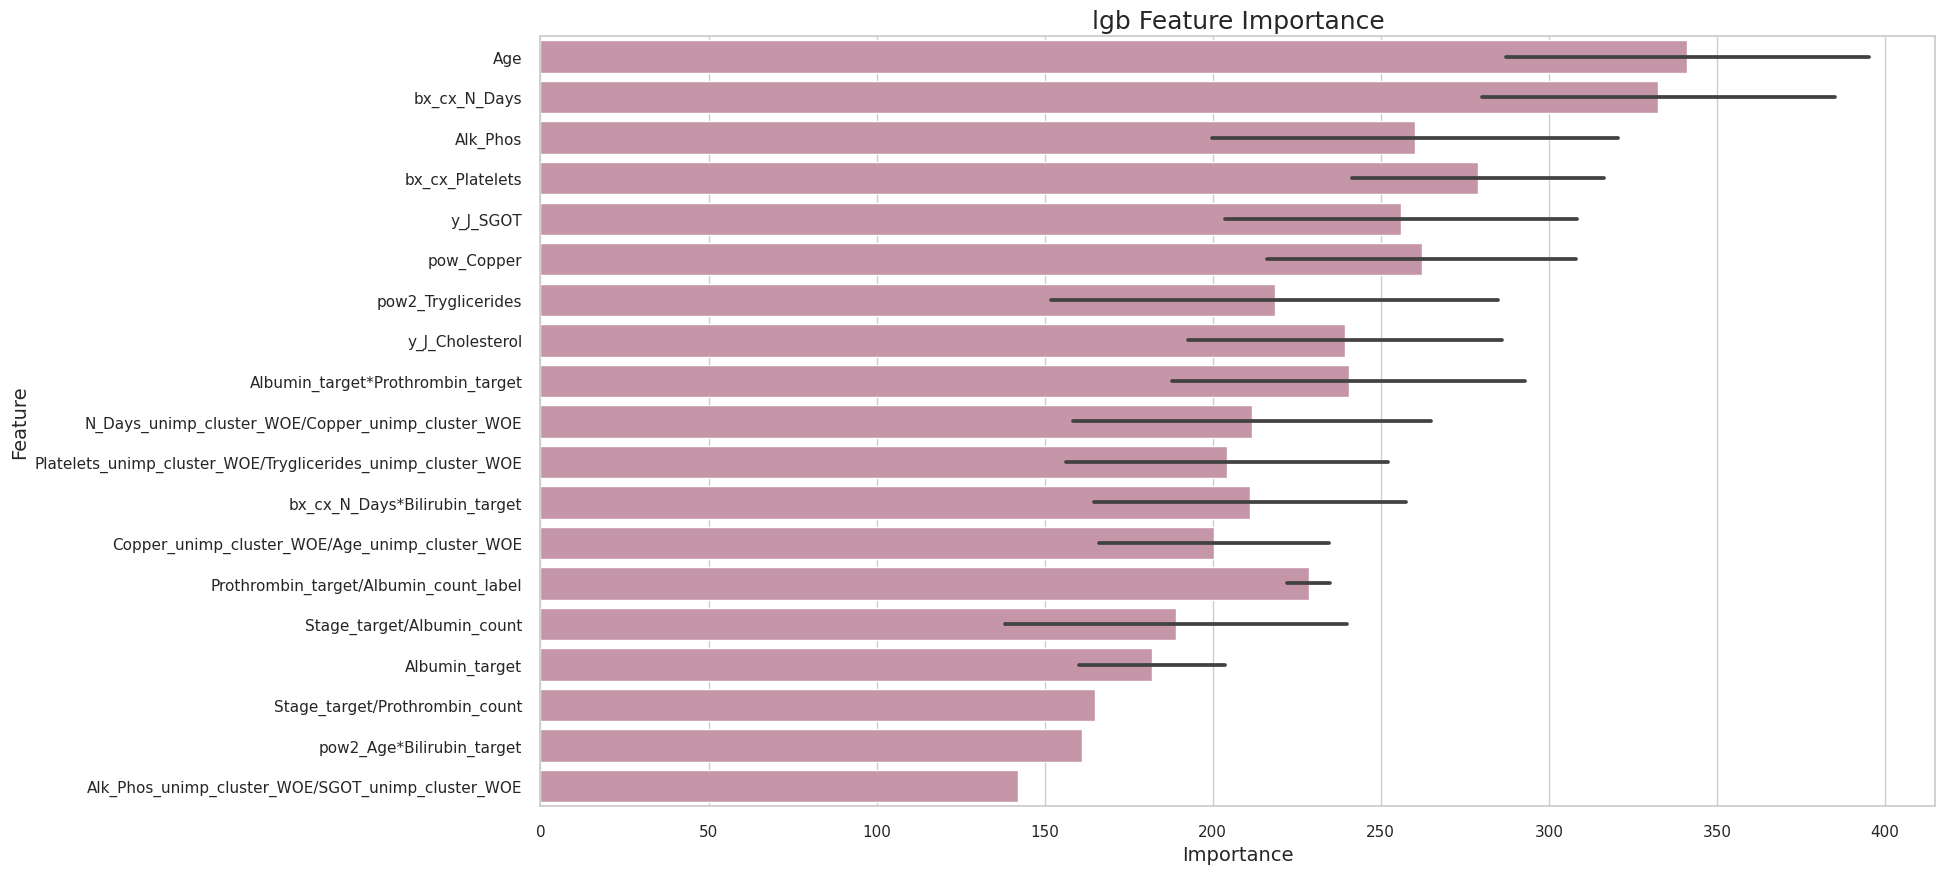 lgb Feature Importance
Age
bx_cx_N_Days
Alk_Phos
bx_cx_Platelets
y_J_SGOT
pow_Copper
pow2_Tryglicerides
y_J_Cholesterol
Albumin_target*Prothrombin_target
N_Days_unimp_cluster_WOE/Copper_unimp_cluster_WOE
Platelets_unimp_cluster_WOE/Tryglicerides_unimp_cluster_WOE
bx_cx_N_Days*Bilirubin_target
Copper_unimp_cluster_WOE/Age_unimp_cluster_WOE
Prothrombin_target/Albumin_count_label
Stage_target/Albumin_count
Albumin_target
Stage_target/Prothrombin_count
pow2_Age*Bilirubin_target
Alk_Phos_unimp_cluster_WOE/SGOT_unimp_cluster_WOE
Feature
0 50 100 150 200 250 300 350 400
Importance